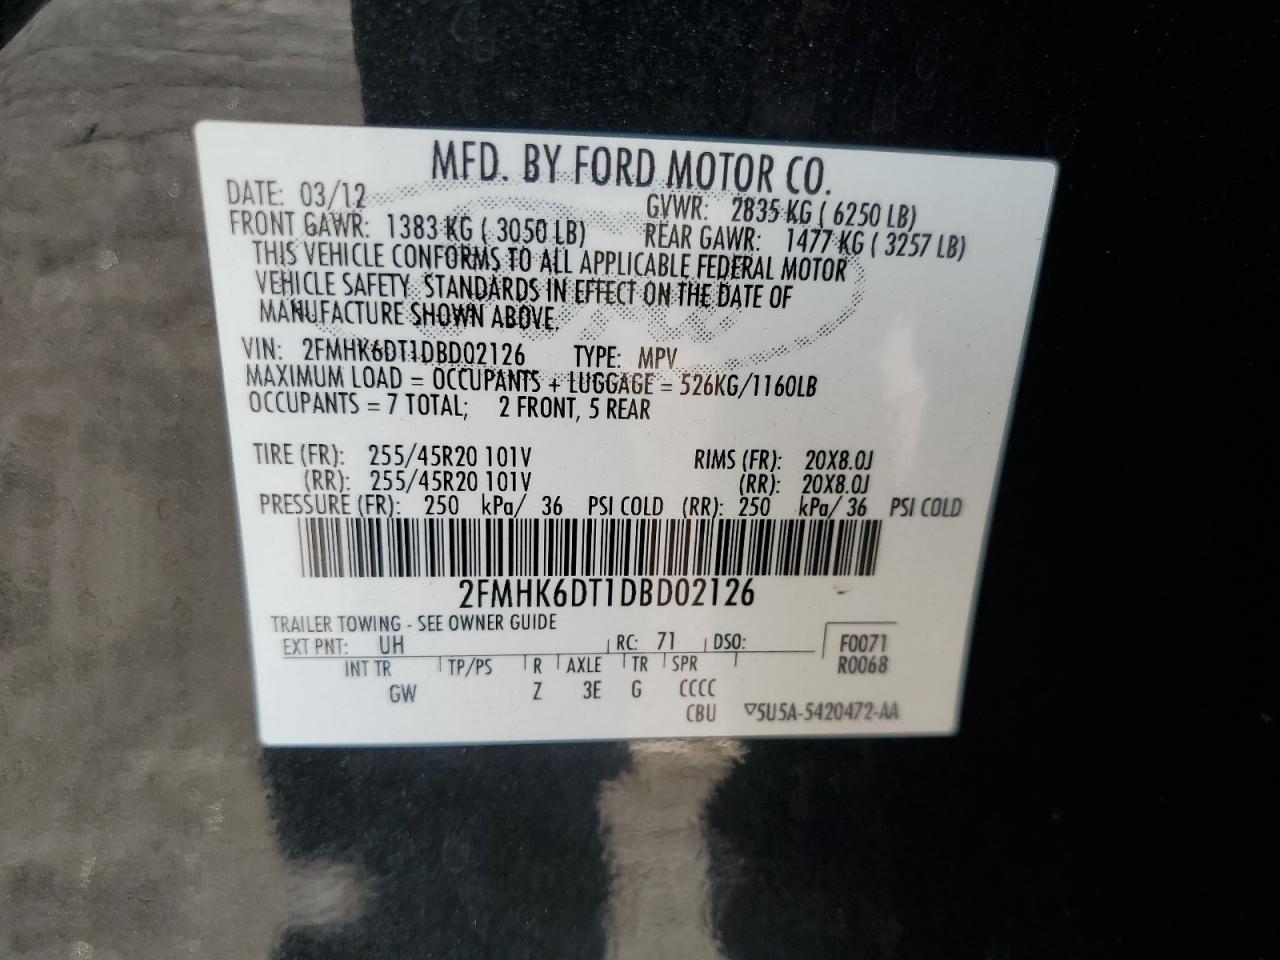 MFD. BY FORD MOTOR CO.
DATE: 03/12 GVWR: 2835 KG ( 6250 LB)
FRONT GAWR: 1383 KG ( 3050 LB) REAR GAWR: 1477 KG ( 3257 LB)
THIS VEHICLE CONFORMS TO ALL APPLICABLE FEDERAL MOTOR
VEHICLE SAFETY STANDARDS IN EFFECT ON THE DATE OF
MANUFACTURE SHOWN ABOVE.
VIN: 2FMHK6DT1DBD02126 TYPE: MPV
MAXIMUM LOAD = OCCUPANTS + LUGGAGE = 526KG/1160LB
OCCUPANTS = 7 TOTAL; 2 FRONT, 5 REAR
TIRE (FR): 255/45R20 101V RIMS (FR): 20X8.0J
(RR): 255/45R20 101V (RR): 20X8.0J
PRESSURE (FR): 250 kPa/ 36 PSI COLD (RR): 250 kPa/ 36 PSI COLD
2FMHK6DT1DBD02126
TRAILER TOWING - SEE OWNER GUIDE
EXT PNT: UH RC: 71 DSO: F0071
INT TR TP/PS R AXLE TR SPR R0068
GW Z 3E G CCCC
CBU ▽5U5A-5420472-AA